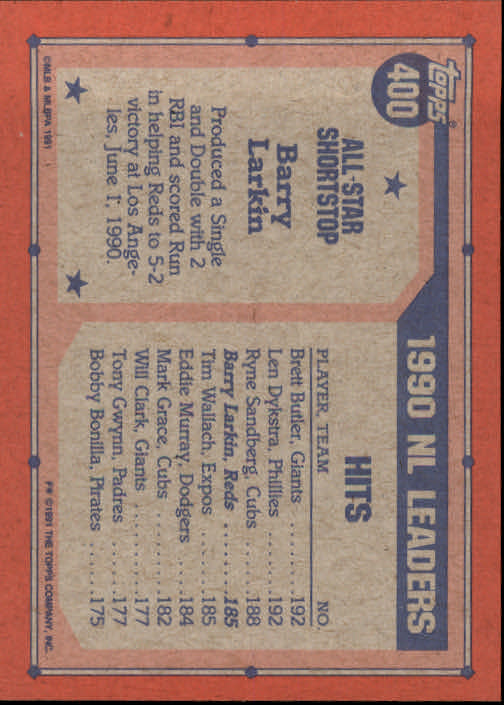 Topps®
400
1990 NL LEADERS
ALL-STAR
SHORTSTOP
Barry
Larkin
Produced a Single
and Double with 2
RBI and scored Run
in helping Reds to 5-2
victory at Los Ange-
les, June 1, 1990.
HITS
PLAYER, TEAM NO.
Brett Butler, Giants ........ 192
Len Dykstra, Phillies ...... 192
Ryne Sandberg, Cubs .... 188
Barry Larkin, Reds ........ 185
Tim Wallach, Expos ....... 185
Eddie Murray, Dodgers .. 184
Mark Grace, Cubs ......... 182
Will Clark, Giants .......... 177
Tony Gwynn, Padres ..... 177
Bobby Bonilla, Pirates ..... 175
©MLB & MLBPA 1991
F* ©1991 THE TOPPS COMPANY, INC.